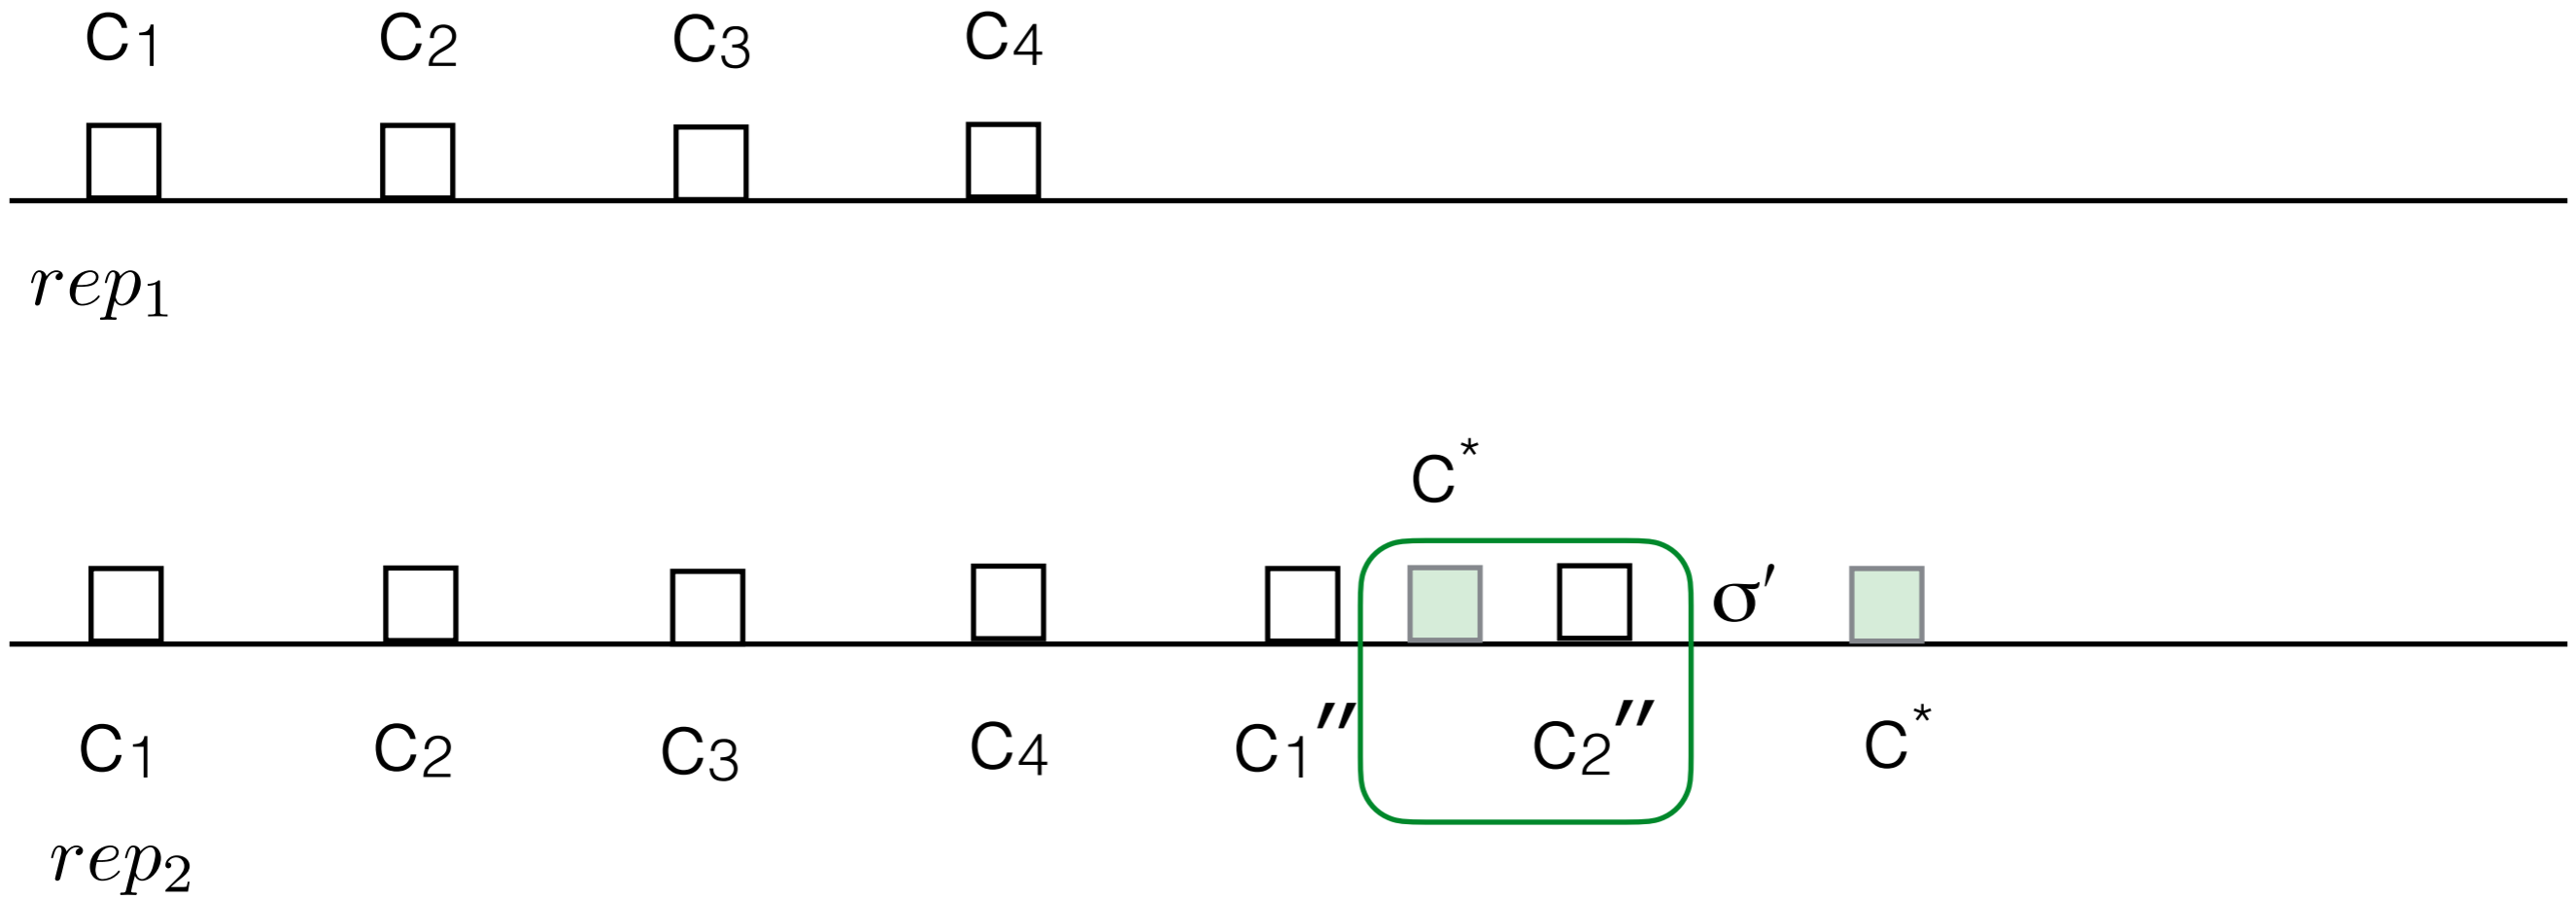 C1 C2 C3 C4
rep1
C*
σ′
C1 C2 C3 C4 C1″ C2″ C*
rep2